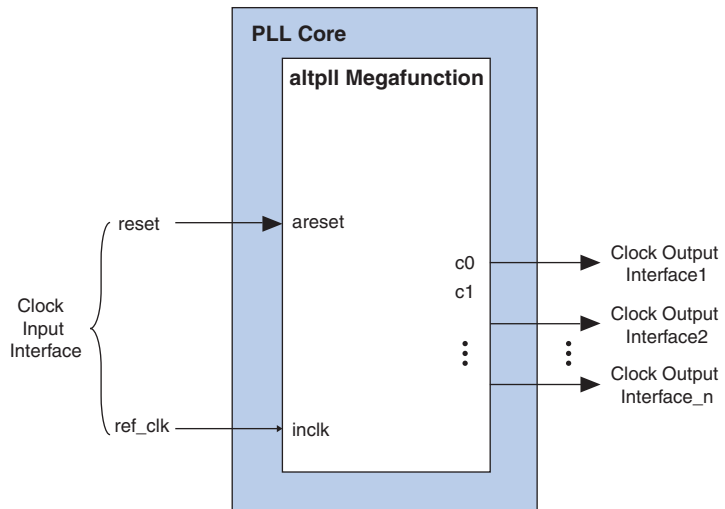 PLL Core
altpll Megafunction
reset
areset
Clock
Input
Interface
ref_clk
inclk
c0
c1
Clock Output
Interface1
Clock Output
Interface2
Clock Output
Interface_n